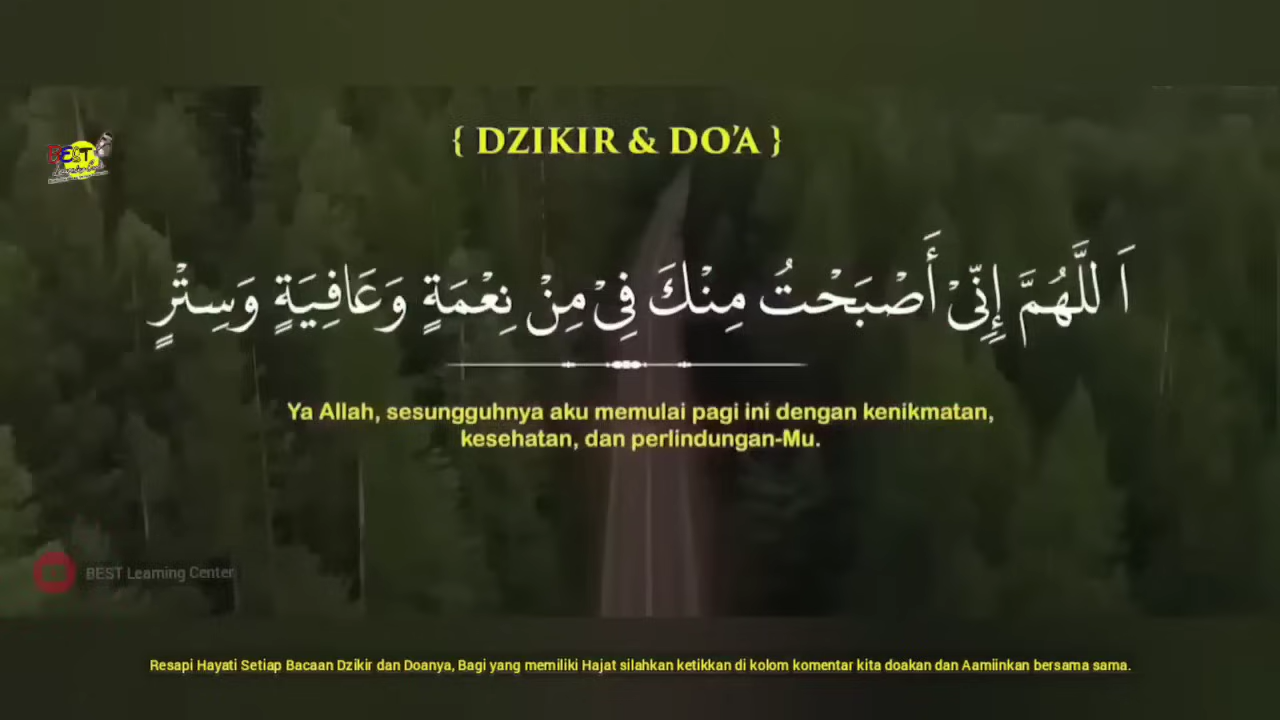 { DZIKIR & DO'A }
BEST
اَ للَّهُمَّ إِنِّىْ أَصْبَحْتُ مِنْكَ فِىْ مِنْ نِعْمَةٍ وَعَافِيَةٍ وَسِتْرٍ
Ya Allah, sesungguhnya aku memulai pagi ini dengan kenikmatan,
kesehatan, dan perlindungan-Mu.
BEST Learning Center
Resapi Hayati Setiap Bacaan Dzikir dan Doanya, Bagi yang memiliki Hajat silahkan ketikkan di kolom komentar kita doakan dan Aamiinkan bersama sama.